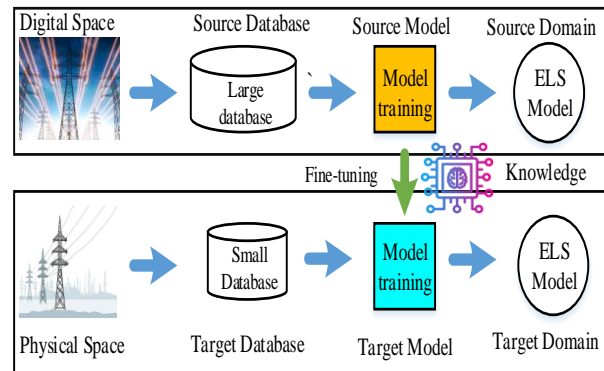 Digital Space
Source Database
Source Model
Source Domain
Large
database
`
Model
training
ELS
Model
Fine-tuning
Knowledge
Small
Database
Model
training
ELS
Model
Physical Space
Target Database
Target Model
Target Domain